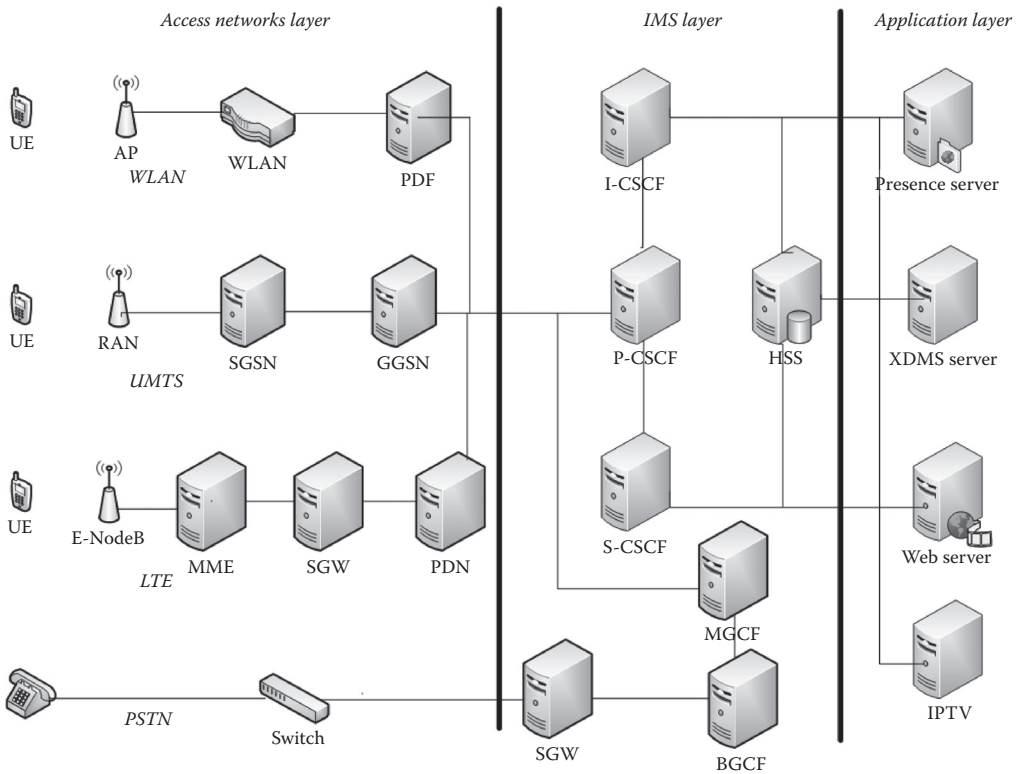 Access networks layer
IMS layer
Application layer
UE
AP
WLAN
WLAN
PDF
I-CSCF
Presence server
UE
RAN
UMTS
SGSN
GGSN
P-CSCF
HSS
XDMS server
UE
E-NodeB
LTE
MME
SGW
PDN
S-CSCF
Web server
MGCF
PSTN
Switch
SGW
BGCF
IPTV